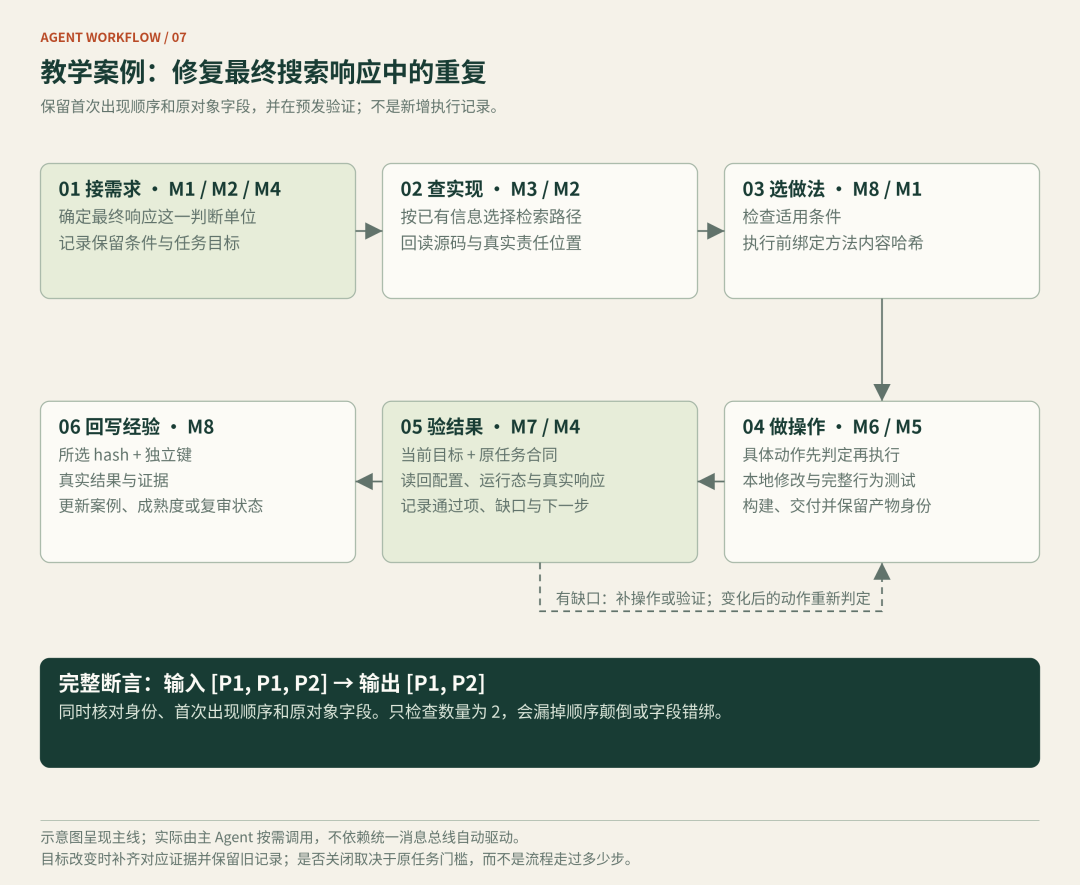 AGENT WORKFLOW / 07
教学案例：修复最终搜索响应中的重复
保留首次出现顺序和原对象字段，并在预发验证；不是新增执行记录。
01 接需求 · M1 / M2 / M4
确定最终响应这一判断单位
记录保留条件与任务目标
02 查实现 · M3 / M2
按已有信息选择检索路径
回读源码与真实责任位置
03 选做法 · M8 / M1
检查适用条件
执行前绑定方法内容哈希
04 做操作 · M6 / M5
具体动作先判定再执行
本地修改与完整行为测试
构建、交付并保留产物身份
05 验结果 · M7 / M4
当前目标 + 原任务合同
读回配置、运行态与真实响应
记录通过项、缺口与下一步
06 回写经验 · M8
所选 hash + 独立键
真实结果与证据
更新案例、成熟度或复审状态
有缺口：补操作或验证；变化后的动作重新判定
完整断言：输入 [P1, P1, P2] → 输出 [P1, P2]
同时核对身份、首次出现顺序和原对象字段。只检查数量为 2，会漏掉顺序颠倒或字段错绑。
示意图呈现主线；实际由主 Agent 按需调用，不依赖统一消息总线自动驱动。
目标改变时补齐对应证据并保留旧记录；是否关闭取决于原任务门槛，而不是流程走过多少步。